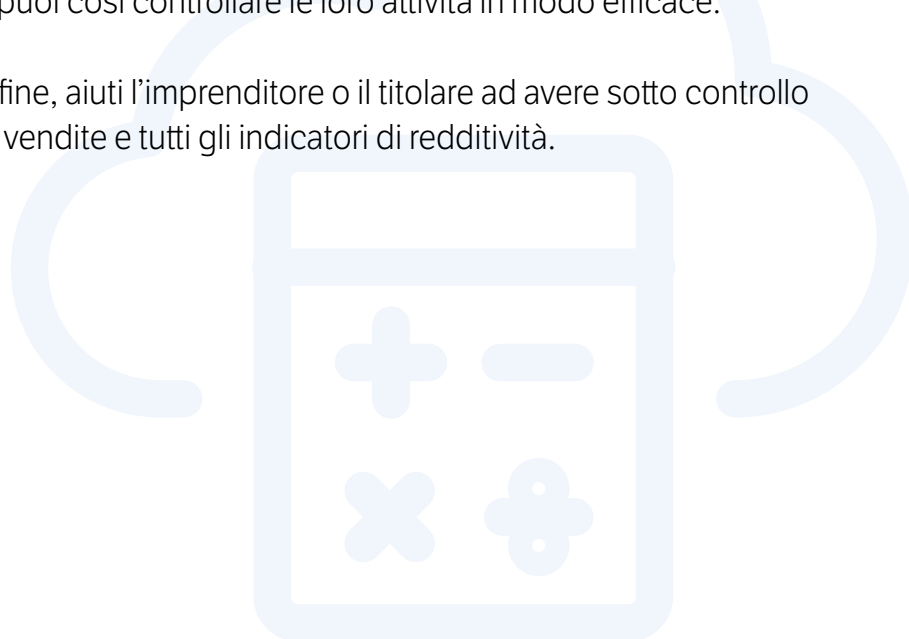 puoi così controllare le loro attività in modo efficace.
fine, aiuti l’imprenditore o il titolare ad avere sotto controllo
vendite e tutti gli indicatori di redditività.